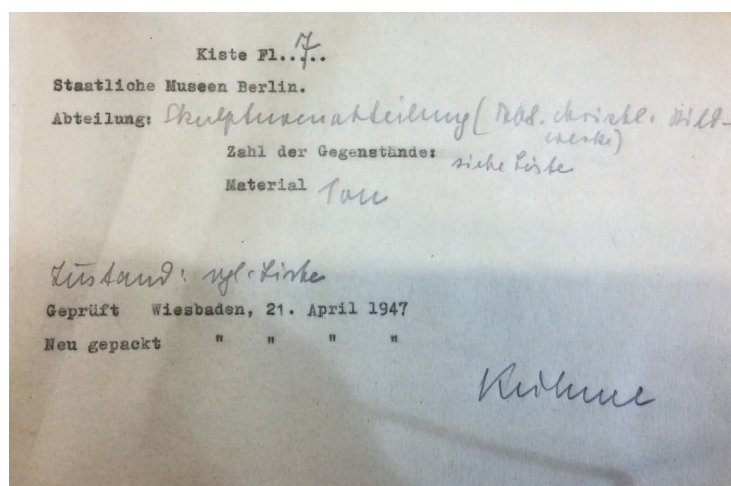 Kiste Fl..7..
Staatliche Museen Berlin.
Abteilung: Skulpturenabteilung ( christl. Bild-
werke)
Zahl der Gegenstände: siehe Liste
Material Ton
Zustand: vgl. Liste
Geprüft Wiesbaden, 21. April 1947
Neu gepackt " " " "